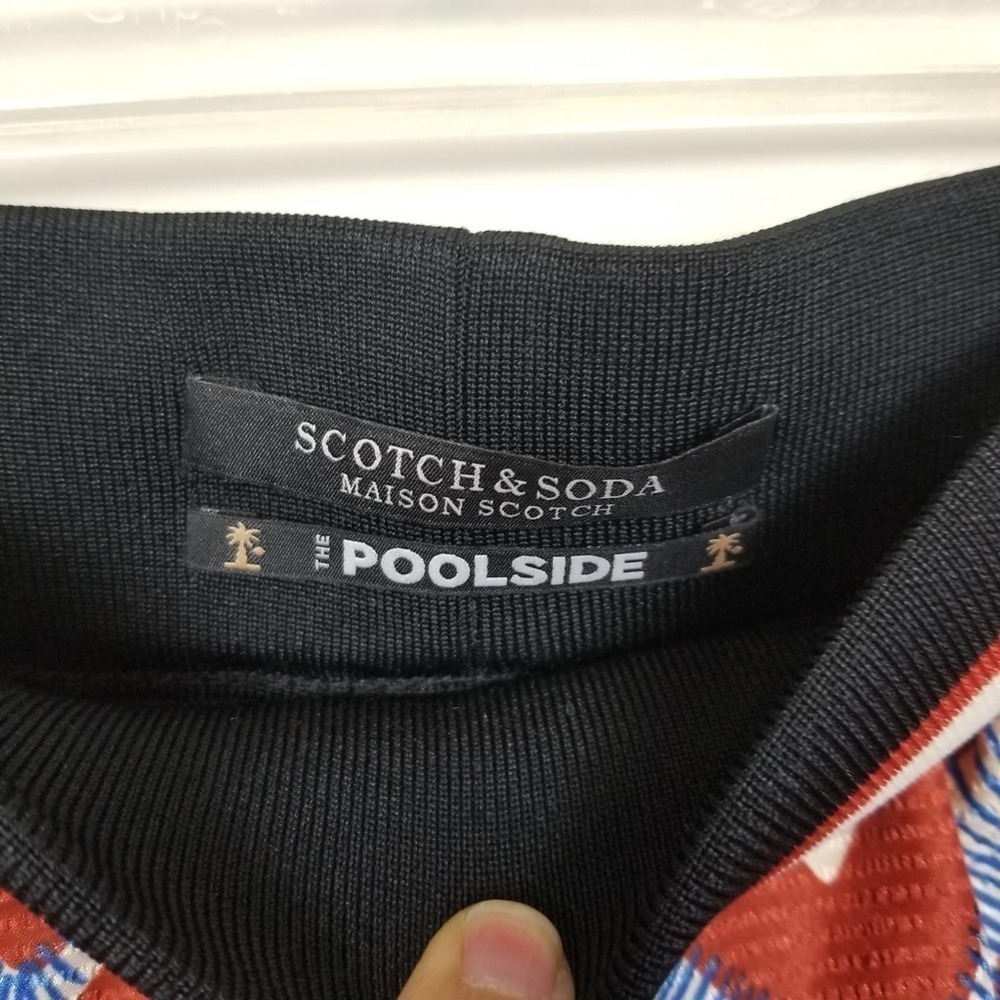 SCOTCH & SODA
MAISON SCOTCH
THE POOLSIDE